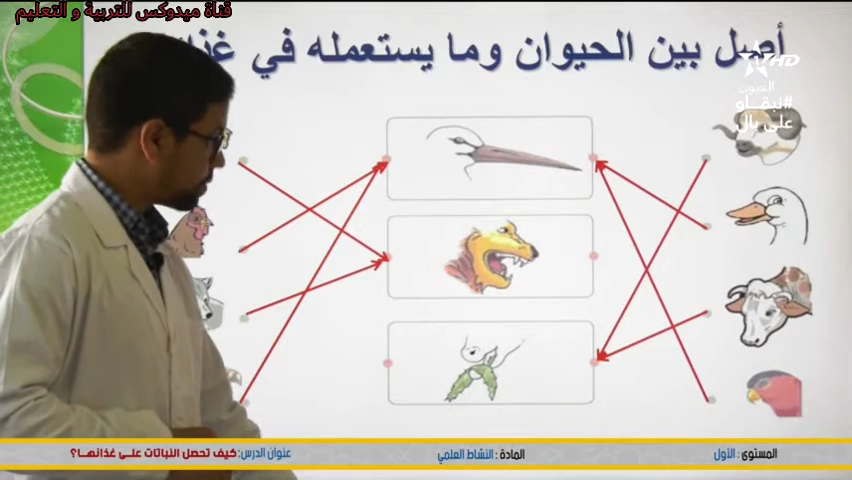 قناة ميدوكس للتربية و التعليم
أصل بين الحيوان وما يستعمله في
HD
العيون
#نبقاو
على بال
المستوى : الأول
المادة : النشاط العلمي
عنوان الدرس: كيف تحصل النباتات على غذائها؟